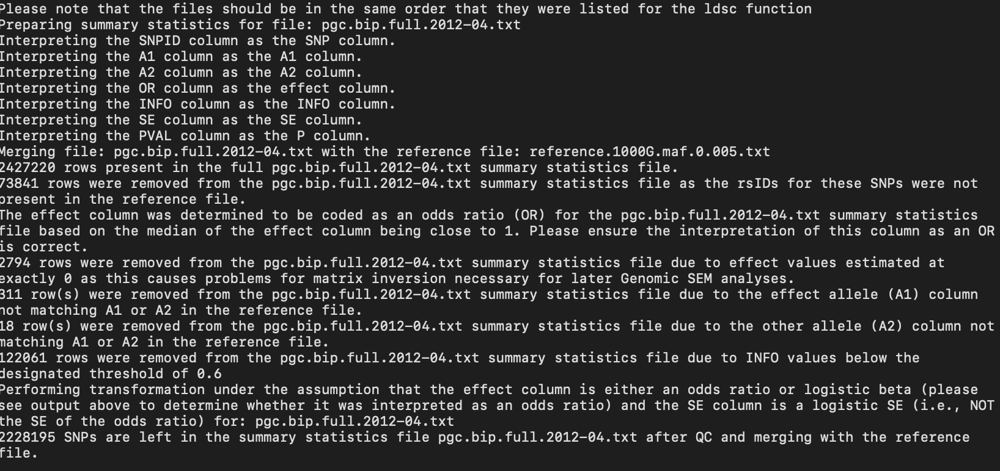 Please note that the files should be in the same order that they were listed for the ldsc function
Preparing summary statistics for file: pgc.bip.full.2012-04.txt
Interpreting the SNPID column as the SNP column.
Interpreting the A1 column as the A1 column.
Interpreting the A2 column as the A2 column.
Interpreting the OR column as the effect column.
Interpreting the INFO column as the INFO column.
Interpreting the SE column as the SE column.
Interpreting the PVAL column as the P column.
Merging file: pgc.bip.full.2012-04.txt with the reference file: reference.1000G.maf.0.005.txt
2427220 rows present in the full pgc.bip.full.2012-04.txt summary statistics file.
73841 rows were removed from the pgc.bip.full.2012-04.txt summary statistics file as the rsIDs for these SNPs were not
present in the reference file.
The effect column was determined to be coded as an odds ratio (OR) for the pgc.bip.full.2012-04.txt summary statistics
file based on the median of the effect column being close to 1. Please ensure the interpretation of this column as an OR
is correct.
2794 rows were removed from the pgc.bip.full.2012-04.txt summary statistics file due to effect values estimated at
exactly 0 as this causes problems for matrix inversion necessary for later Genomic SEM analyses.
311 row(s) were removed from the pgc.bip.full.2012-04.txt summary statistics file due to the effect allele (A1) column
not matching A1 or A2 in the reference file.
18 row(s) were removed from the pgc.bip.full.2012-04.txt summary statistics file due to the other allele (A2) column not
matching A1 or A2 in the reference file.
122061 rows were removed from the pgc.bip.full.2012-04.txt summary statistics file due to INFO values below the
designated threshold of 0.6
Performing transformation under the assumption that the effect column is either an odds ratio or logistic beta (please
see output above to determine whether it was interpreted as an odds ratio) and the SE column is a logistic SE (i.e., NOT
the SE of the odds ratio) for: pgc.bip.full.2012-04.txt
2228195 SNPs are left in the summary statistics file pgc.bip.full.2012-04.txt after QC and merging with the reference
file.